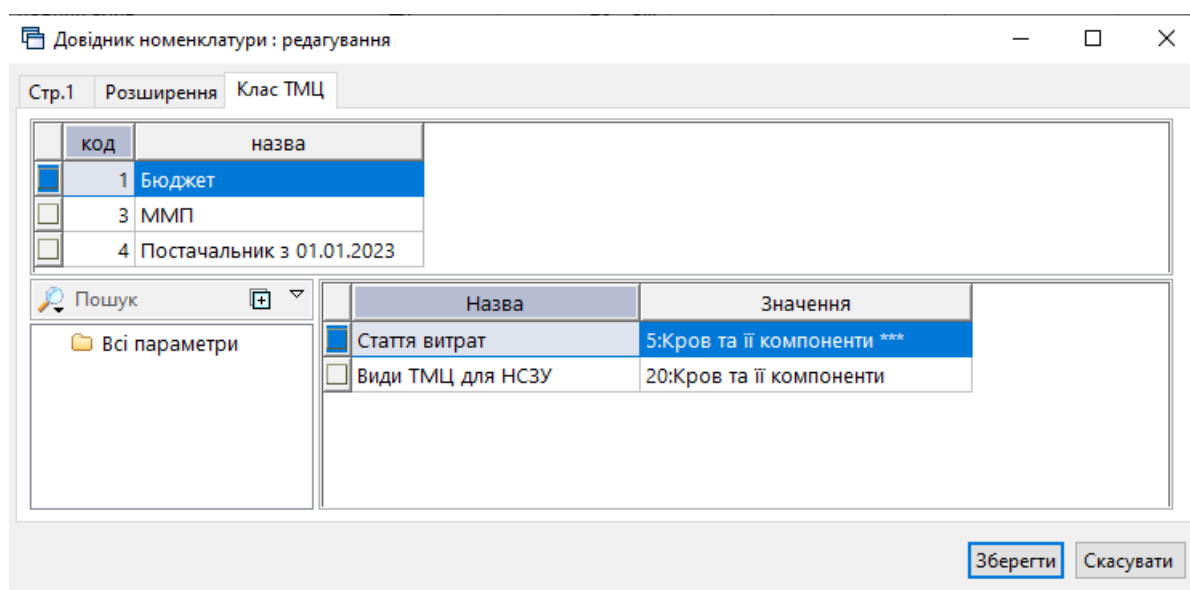 Довідник номенклатури : редагування
Стр.1 Розширення Клас ТМЦ
код назва
1 Бюджет
3 ММП
4 Постачальник з 01.01.2023
Пошук
Назва Значення
Всі параметри
Стаття витрат 5:Кров та її компоненти ***
Види ТМЦ для НСЗУ 20:Кров та її компоненти
Зберегти Скасувати